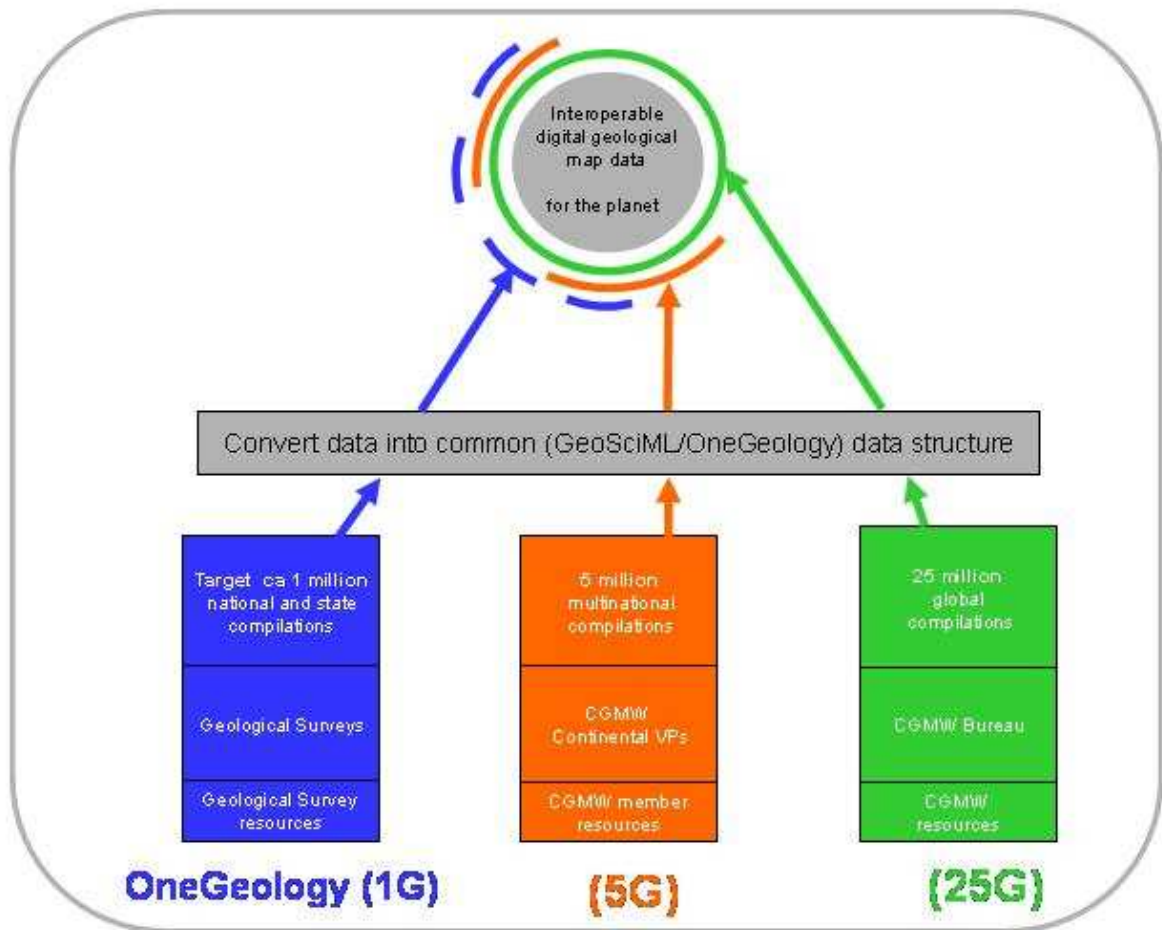 Interoperable
digital geological
map data
for the planet
Convert data into common (GeoSciML/OneGeology) data structure
Target ca 1 million
national and state
compilations
Geological Surveys
Geological Survey
resources
OneGeology (1G)
5 million
multinational
compilations
CGMW
Continental VPs
CGMW member
resources
(5G)
25 million
global
compilations
CGMW Bureau
CGMW
resources
(25G)